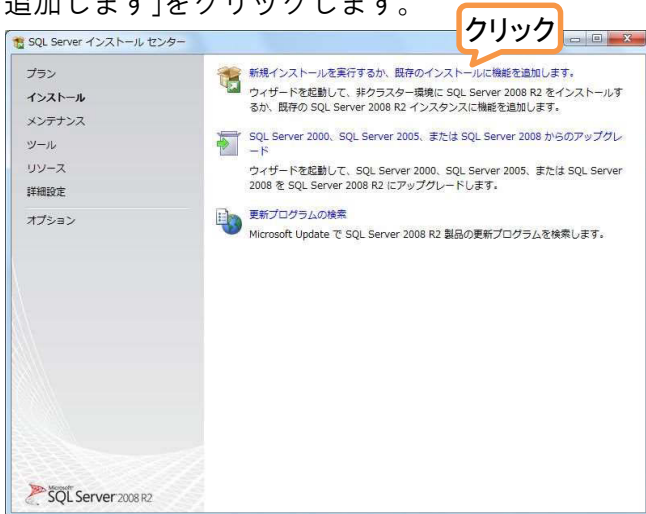 追加します]をクリックします。
クリック
SQL Server インストール センター
プラン
インストール
メンテナンス
ツール
リソース
詳細設定
オプション
新規インストールを実行するか、既存のインストールに機能を追加します。
ウィザードを起動して、非クラスター環境に SQL Server 2008 R2 をインストールす
るか、既存の SQL Server 2008 R2 インスタンスに機能を追加します。
SQL Server 2000、SQL Server 2005、または SQL Server 2008 からのアップグレ
ード
ウィザードを起動して、SQL Server 2000、SQL Server 2005、または SQL Server
2008 を SQL Server 2008 R2 にアップグレードします。
更新プログラムの検索
Microsoft Update で SQL Server 2008 R2 製品の更新プログラムを検索します。
Microsoft
SQL Server 2008 R2